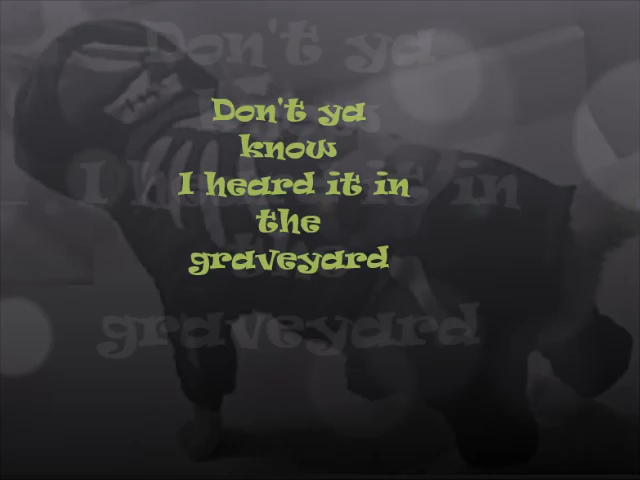 Don't ya
know
I heard it in
the
graveyard